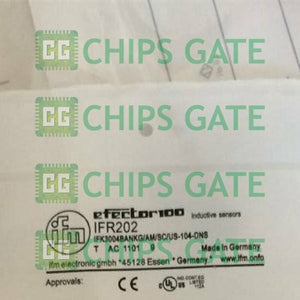 CHIPS GATE
CHIPS GATE
CHIPS GATE
CHIPS GATE
ifm
efector100
Inductive sensors
IFR202
IFK3004BANKG/AM/SC/US-104-DNS
T AC 1101 Made in Germany
ifm electronic gmbh *45128 Essen * Germany * www.ifm.info
Approvals:
CE